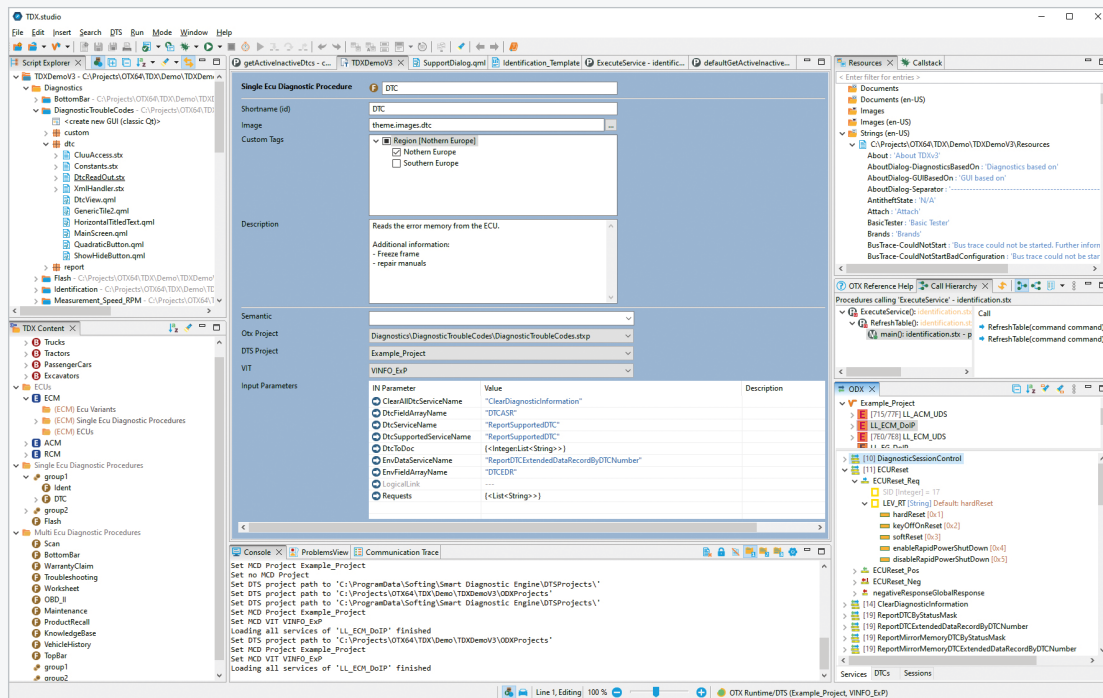 TDX.studio
File Edit Insert Search DTS Run Mode Window Help
Script Explorer
TDXDemoV3 - C:\Projects\OTX64\TDX\Demo\TDXDem
Diagnostics
BottomBar - C:\Projects\OTX64\TDX\Demo\TDXD
DiagnosticTroubleCodes - C:\Projects\OTX64\TD
<create new GUI (classic Qt)>
custom
dtc
CluuAccess.stx
Constants.stx
DtcReadOut.stx
XmlHandler.stx
DtcView.qml
GenericTile2.qml
HorizontalTitledText.qml
MainScreen.qml
QuadraticButton.qml
ShowHideButton.qml
report
Flash - C:\Projects\OTX64\TDX\Demo\TDXDemoV
Identification - C:\Projects\OTX64\TDX\Demo\TD
Measurement_Speed_RPM - C:\Projects\OTX64\T
TDX Content
Trucks
Tractors
PassengerCars
Excavators
ECUs
ECM
(ECM) Ecu Variants
(ECM) Single Ecu Diagnostic Procedures
(ECM) ECUs
ACM
RCM
Single Ecu Diagnostic Procedures
group1
Ident
DTC
group2
Flash
Multi Ecu Diagnostic Procedures
Scan
BottomBar
WarrantyClaim
Troubleshooting
Worksheet
OBD_II
Maintenance
ProductRecall
KnowledgeBase
VehicleHistory
TopBar
group1
group2
getActiveInactiveDtcs - c... TDXDemoV3 SupportDialog.qml Identification_Template ExecuteService - identific... defaultGetActiveInactive...
Single Ecu Diagnostic Procedure DTC
Shortname (id) DTC
Image theme.images.dtc ...
Custom Tags Region [Nothern Europe]
Nothern Europe
Southern Europe
Description Reads the error memory from the ECU.
Additional information:
- Freeze frame
- repair manuals
Semantic
Otx Project Diagnostics\DiagnosticTroubleCodes\DiagnosticTroubleCodes.stxp
DTS Project Example_Project
VIT VINFO_ExP
Input Parameters IN Parameter Value Description
ClearAllDtcServiceName "ClearDiagnosticInformation"
DtcFieldArrayName "DTCASR"
DtcServiceName "ReportSupportedDTC"
DtcSupportedServiceName "ReportSupportedDTC"
DtcToDoc {<Integer:List<String>>}
EnvDataServiceName "ReportDTCExtendedDataRecordByDTCNumber"
EnvFieldArrayName "DTCEDR"
LogicalLink ---
Requests {<List<String>>}
Console ProblemsView Communication Trace
Set MCD Project Example_Project
Set no MCD Project
Set DTS project path to 'C:\ProgramData\Softing\Smart Diagnostic Engine\DTSProjects\'
Set DTS project path to 'C:\Projects\OTX64\TDX\Demo\TDXDemoV3\ODXProjects'
Set DTS project path to 'C:\ProgramData\Softing\Smart Diagnostic Engine\DTSProjects\'
Set MCD Project Example_Project
Set MCD VIT VINFO_ExP
Loading all services of 'LL_ECM_DoIP' finished
Set DTS project path to 'C:\Projects\OTX64\TDX\Demo\TDXDemoV3\ODXProjects'
Set MCD Project Example_Project
Set MCD VIT VINFO_ExP
Loading all services of 'LL_ECM_DoIP' finished
Resources Callstack
< Enter filter for entries >
Documents
Documents (en-US)
Images
Images (en-US)
Strings (en-US)
C:\Projects\OTX64\TDX\Demo\TDXDemoV3\Resources
About : 'About TDXv3'
AboutDialog-DiagnosticsBasedOn : 'Diagnostics based on'
AboutDialog-GUIBasedOn : 'GUI based on'
AboutDialog-Separator :
AntitheftState : 'N/A'
Attach : 'Attach'
BasicTester : 'Basic Tester'
Brands : 'Brands'
BusTrace-CouldNotStart : 'Bus trace could not be started. Further inform
BusTrace-CouldNotStartBadConfiguration : 'Bus trace could not be star
OTX Reference Help Call Hierarchy
Procedures calling 'ExecuteService' - identification.stx
ExecuteService(): identification.stx
RefreshTable(): identification.st
main(): identification.stx - p
Call
RefreshTable(command command)
RefreshTable(command command)
ODX
Example_Project
[715/77F] LL_ACM_UDS
LL_ECM_DoIP
[7E0/7E8] LL_ECM_UDS
[10] DiagnosticSessionControl
[11] ECUReset
ECUReset_Req
SID [Integer] = 17
LEV_RT [String] Default: hardReset
hardReset [0x1]
keyOffOnReset [0x2]
softReset [0x3]
enableRapidPowerShutDown [0x4]
disableRapidPowerShutDown [0x5]
ECUReset_Pos
ECUReset_Neg
negativeResponseGlobalResponse
[14] ClearDiagnosticInformation
[19] ReportDTCByStatusMask
[19] ReportDTCExtendedDataRecordByDTCNumber
[19] ReportMirrorMemoryDTCByStatusMask
[19] ReportMirrorMemoryDTCExtendedDataRecordByDTCNumber
Services DTCs Sessions
Line 1, Editing 100 % OTX Runtime/DTS (Example_Project, VINFO_ExP)